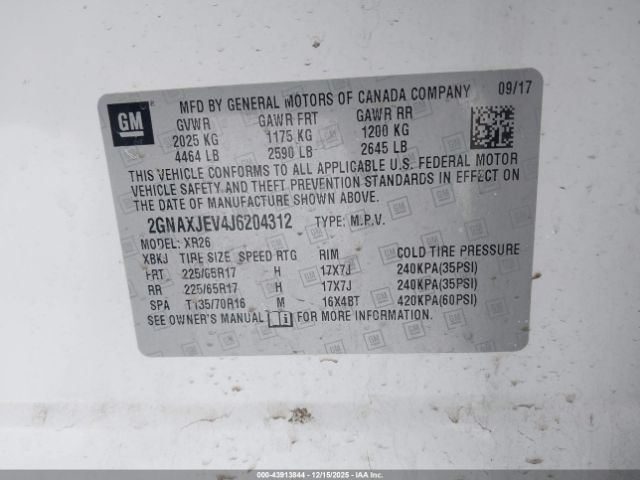 GM
MFD BY GENERAL MOTORS OF CANADA COMPANY 09/17
GVWR GAWR FRT GAWR RR
2025 KG 1175 KG 1200 KG
4464 LB 2590 LB 2645 LB
THIS VEHICLE CONFORMS TO ALL APPLICABLE U.S. FEDERAL MOTOR
VEHICLE SAFETY AND THEFT PREVENTION STANDARDS IN EFFECT ON
THE DATE OF MANUFACTURE SHOWN ABOVE.
2GNAXJEV4J6204312 TYPE: M.P.V.
MODEL: XR26
XBKJ TIRE SIZE SPEED RTG RIM COLD TIRE PRESSURE
FRT 225/65R17 H 17X7J 240KPA(35PSI)
RR 225/65R17 H 17X7J 240KPA(35PSI)
SPA T135/70R16 M 16X4BT 420KPA(60PSI)
SEE OWNER'S MANUAL FOR MORE INFORMATION.
000-43913844 - 12/15/2025 - IAAI.COM